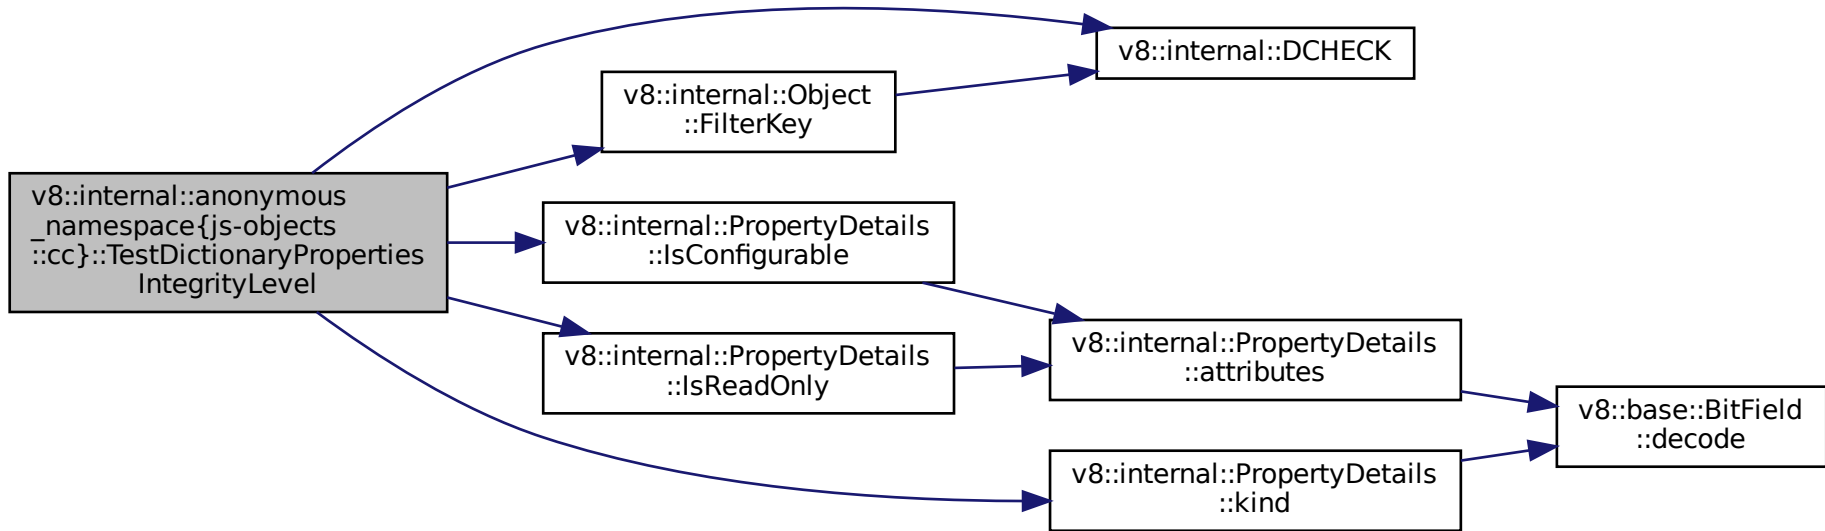 v8::internal::DCHECK
v8::internal::Object
::FilterKey
v8::internal::anonymous
_namespace{js-objects
::cc}::TestDictionaryProperties
IntegrityLevel
v8::internal::PropertyDetails
::IsConfigurable
v8::internal::PropertyDetails
::IsReadOnly
v8::internal::PropertyDetails
::attributes
v8::base::BitField
::decode
v8::internal::PropertyDetails
::kind